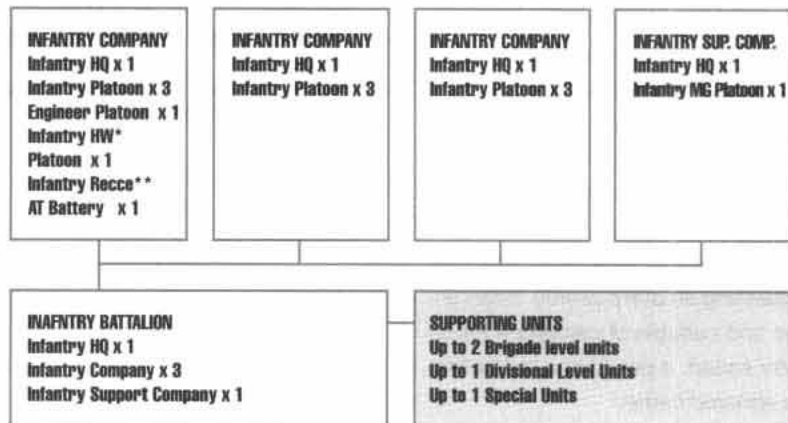 INFANTRY COMPANY
Infantry HQ x 1
Infantry Platoon x 3
Engineer Platoon x 1
Infantry HW*
Platoon x 1
Infantry Recce**
AT Battery x 1
INFANTRY COMPANY
Infantry HQ x 1
Infantry Platoon x 3
INFANTRY COMPANY
Infantry HQ x 1
Infantry Platoon x 3
INFANTRY SUP. COMP.
Infantry HQ x 1
Infantry MG Platoon x 1
INAFNTRY BATTALION
Infantry HQ x 1
Infantry Company x 3
Infantry Support Company x 1
SUPPORTING UNITS
Up to 2 Brigade level units
Up to 1 Divisional Level Units
Up to 1 Special Units